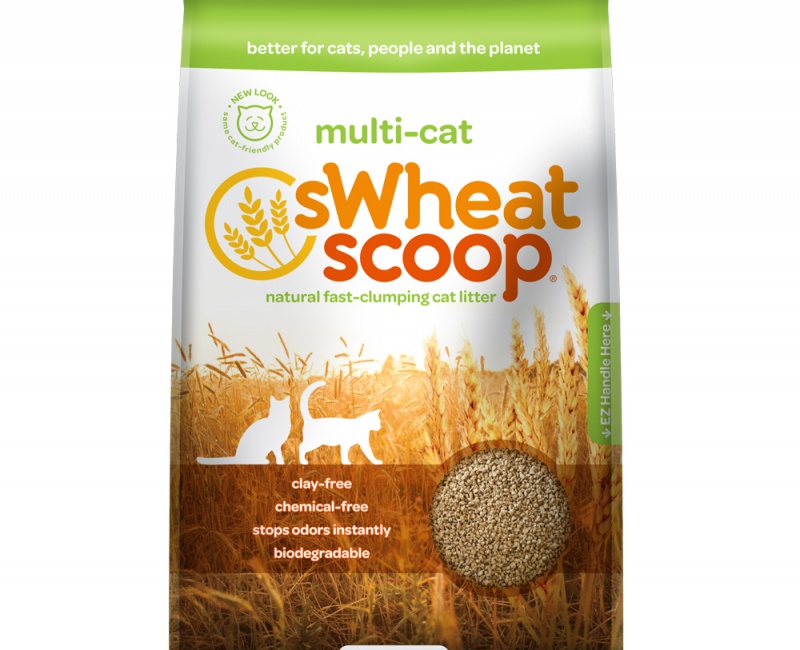 better for cats, people and the planet
NEW LOOK
same cat-friendly product
multi-cat
sWheat
scoop®
natural fast-clumping cat litter
EZ Handle Here
clay-free
chemical-free
stops odors instantly
biodegradable